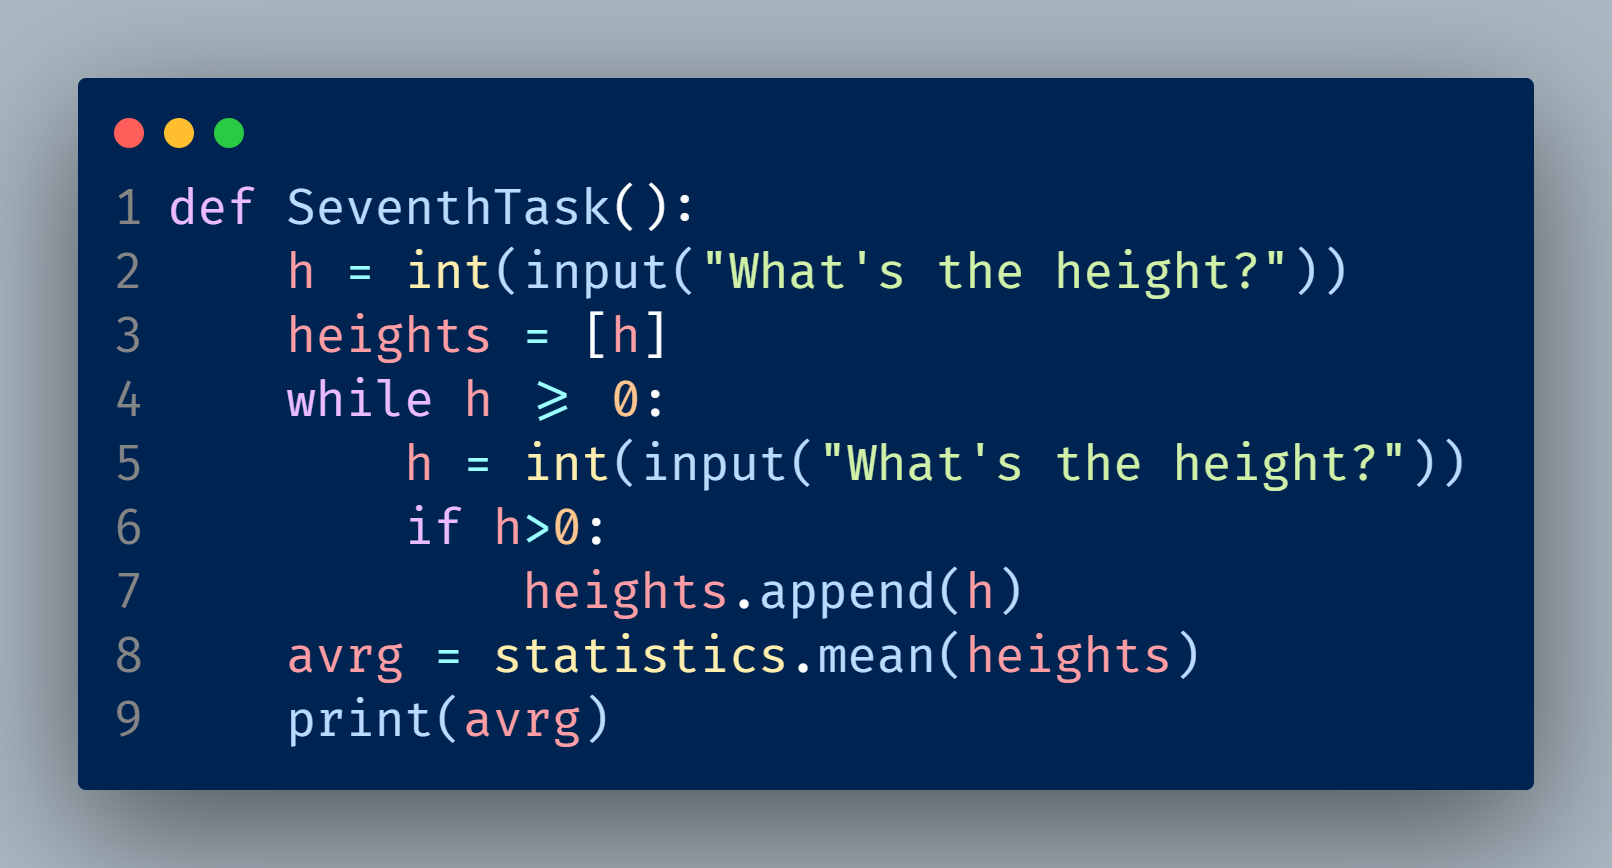 1 def SeventhTask():
2     h = int(input("What's the height?"))
3     heights = [h]
4     while h >= 0:
5         h = int(input("What's the height?"))
6         if h>0:
7             heights.append(h)
8     avrg = statistics.mean(heights)
9     print(avrg)